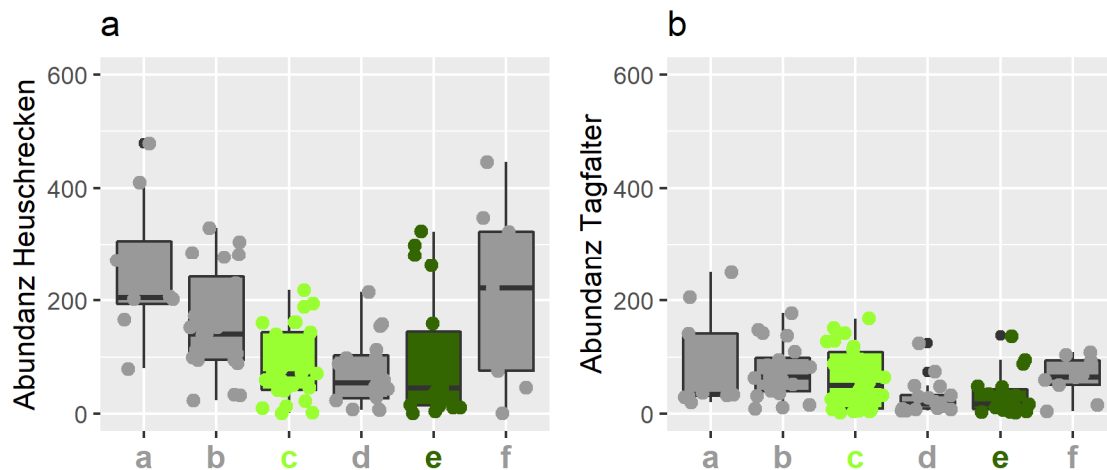 a
Abundanz Heuschrecken
600
400
200
0
a b c d e f
b
Abundanz Tagfalter
600
400
200
0
a b c d e f